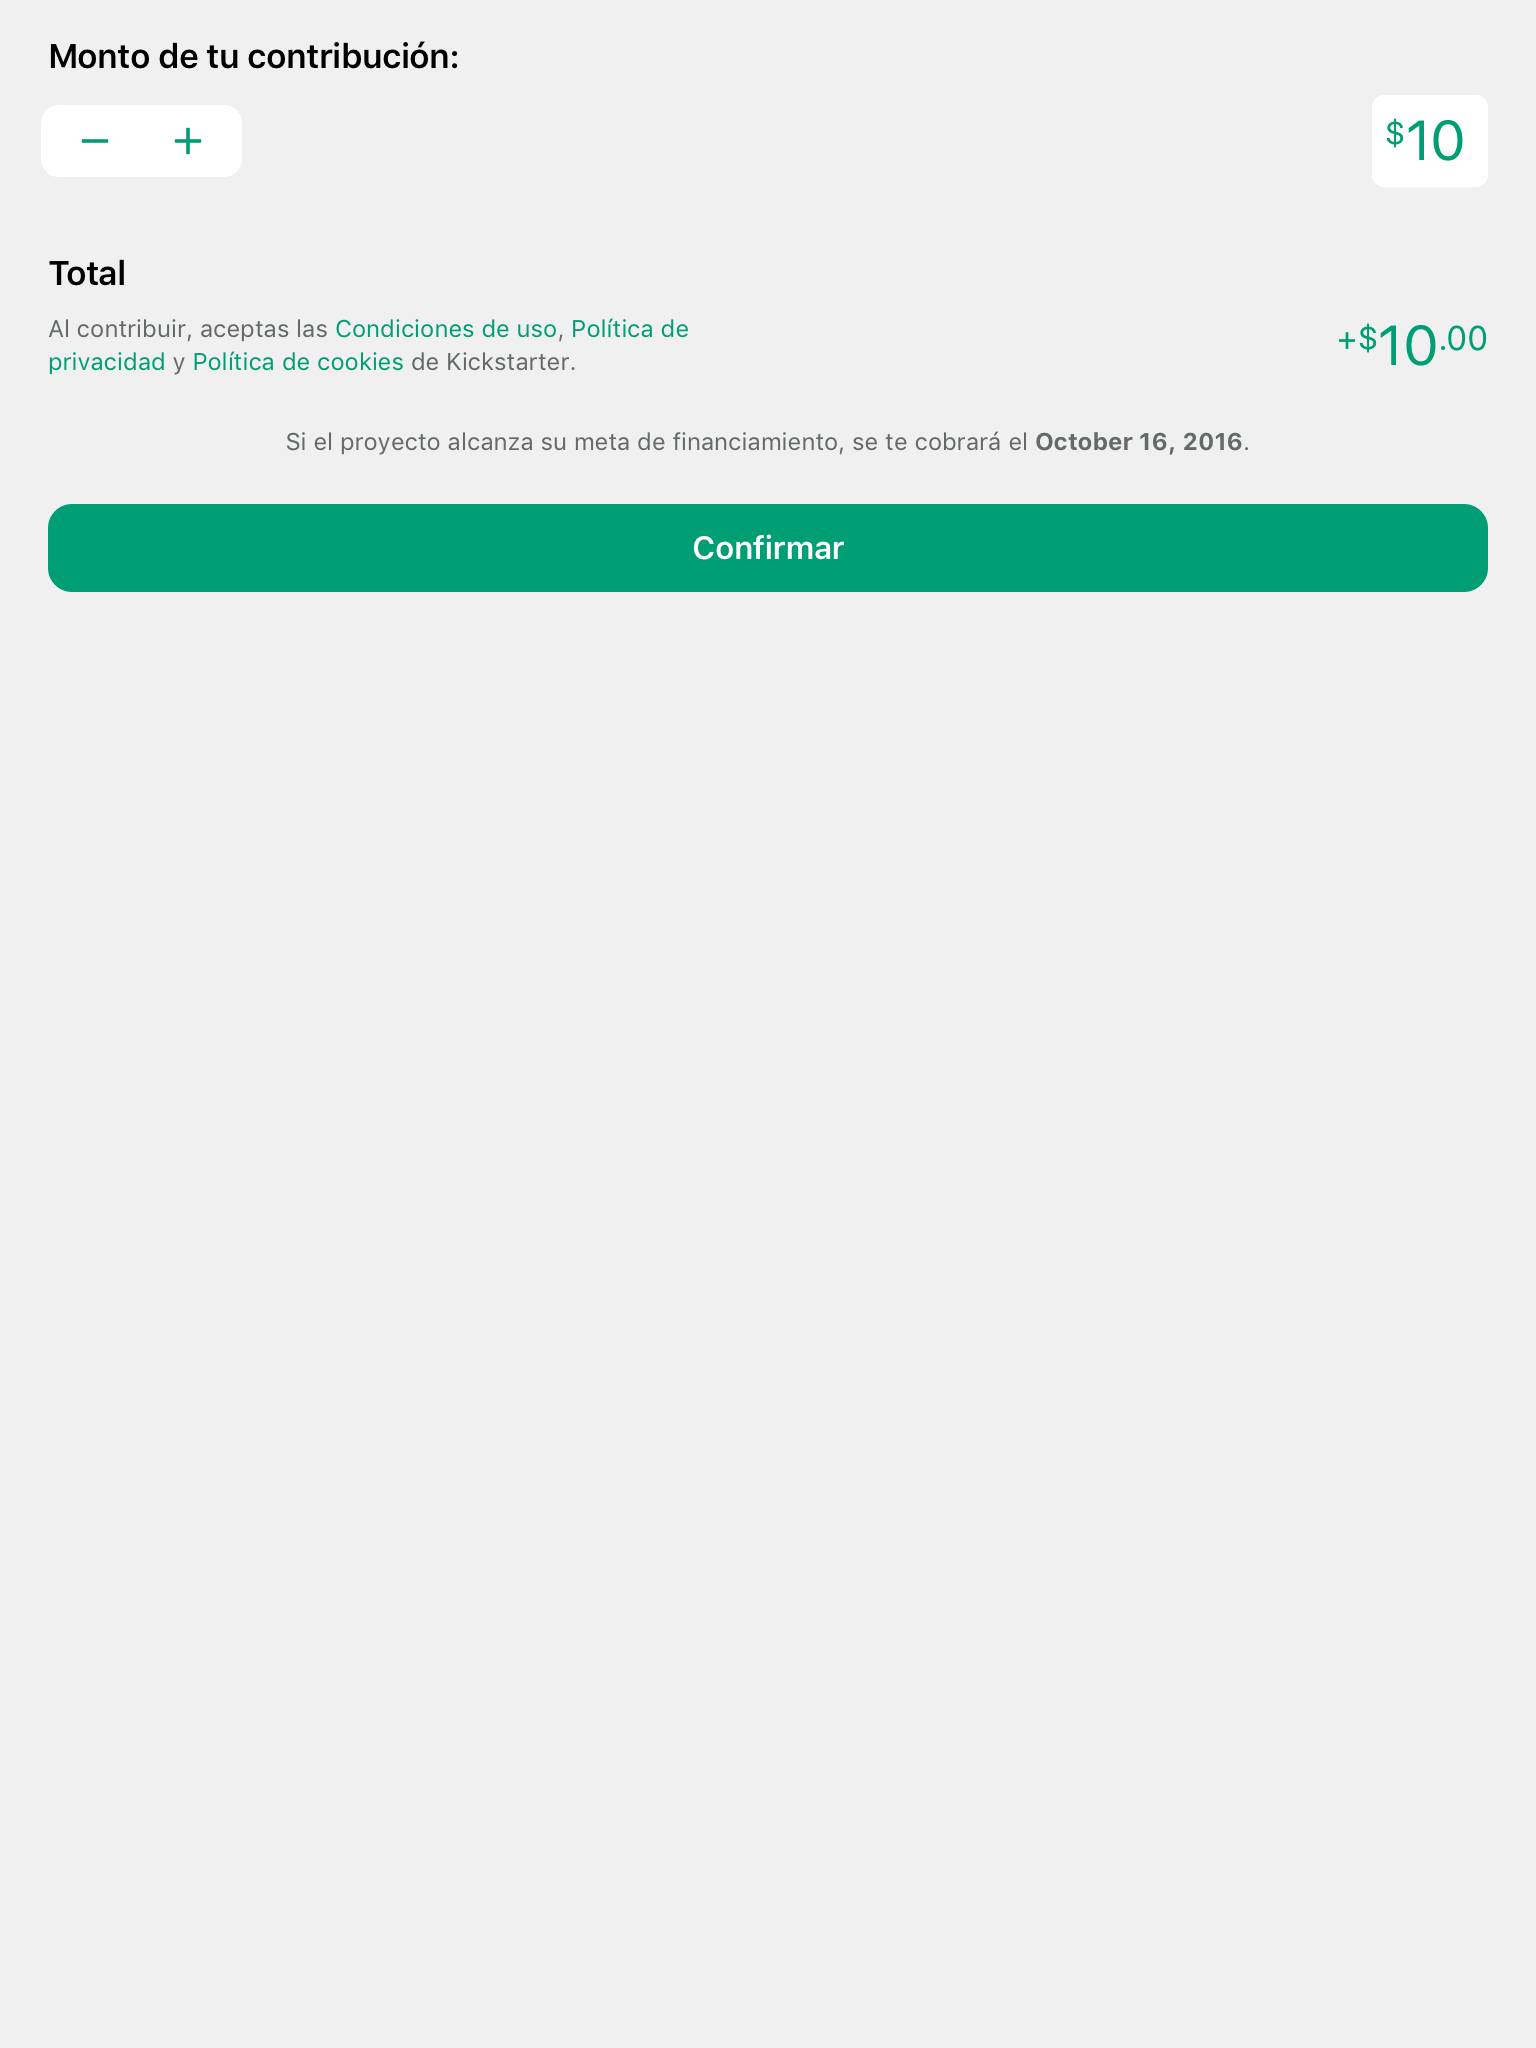 Monto de tu contribución:
− +
$10
Total
Al contribuir, aceptas las Condiciones de uso, Política de
privacidad y Política de cookies de Kickstarter.
+$10.00
Si el proyecto alcanza su meta de financiamiento, se te cobrará el October 16, 2016.
Confirmar